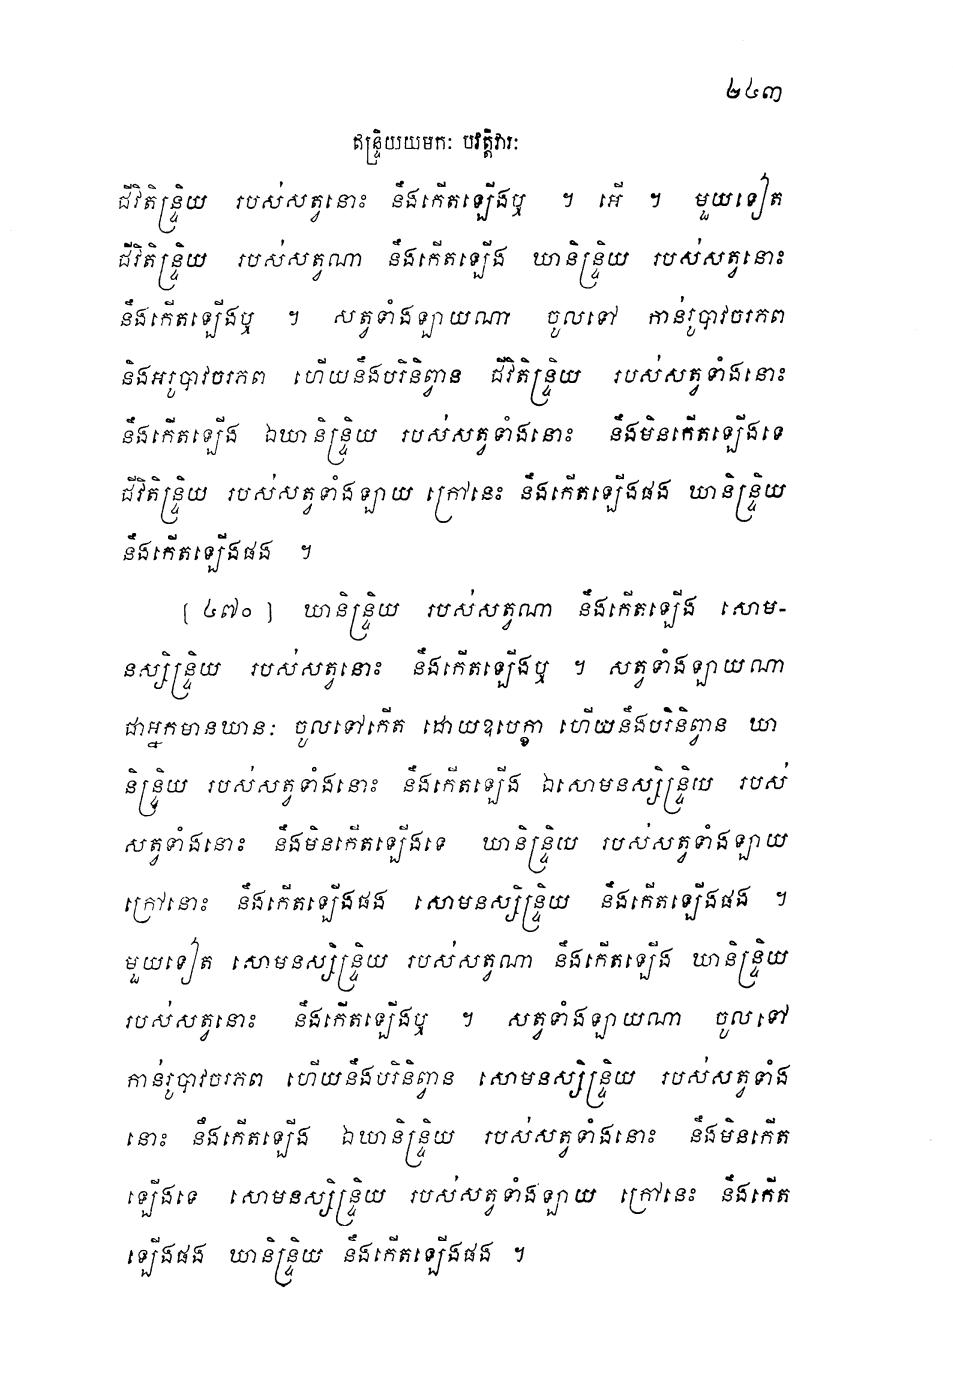 ២៤៣
ឥន្ទ្រិយយមកៈ បវត្តិវារៈ
ជីវិតិន្ទ្រិយ របស់សត្វនោះ នឹងកើតឡើងឬ ។ អើ ។ មួយទៀត
ជីវិតិន្ទ្រិយ របស់សត្វណា នឹងកើតឡើង ឃានិន្ទ្រិយ របស់សត្វនោះ
នឹងកើតឡើងឬ ។ សត្វទាំងឡាយណា ចូលទៅ កាន់រូបាវចរភព
និងអរូបាវចរភព ហើយនឹងបរិនិព្វាន ជីវិតិន្ទ្រិយ របស់សត្វទាំងនោះ
នឹងកើតឡើង ឯឃានិន្ទ្រិយ របស់សត្វទាំងនោះ នឹងមិនកើតឡើងទេ
ជីវិតិន្ទ្រិយ របស់សត្វទាំងឡាយ ក្រៅនេះ នឹងកើតឡើងផង ឃានិន្ទ្រិយ
នឹងកើតឡើងផង ។
[ ៤៧០ ] ឃានិន្ទ្រិយ របស់សត្វណា នឹងកើតឡើង សោម-
នស្សិន្ទ្រិយ របស់សត្វនោះ នឹងកើតឡើងឬ ។ សត្វទាំងឡាយណា
ជាអ្នកមានឃានៈ ចូលទៅកើត ដោយឧបេក្ខា ហើយនឹងបរិនិព្វាន ឃា
និន្ទ្រិយ របស់សត្វទាំងនោះ នឹងកើតឡើង ឯសោមនស្សិន្ទ្រិយ របស់
សត្វទាំងនោះ នឹងមិនកើតឡើងទេ ឃានិន្ទ្រិយ របស់សត្វទាំងឡាយ
ក្រៅនោះ នឹងកើតឡើងផង សោមនស្សិន្ទ្រិយ នឹងកើតឡើងផង ។
មួយទៀត សោមនស្សិន្ទ្រិយ របស់សត្វណា នឹងកើតឡើង ឃានិន្ទ្រិយ
របស់សត្វនោះ នឹងកើតឡើងឬ ។ សត្វទាំងឡាយណា ចូលទៅ
កាន់រូបាវចរភព ហើយនឹងបរិនិព្វាន សោមនស្សិន្ទ្រិយ របស់សត្វទាំង
នោះ នឹងកើតឡើង ឯឃានិន្ទ្រិយ របស់សត្វទាំងនោះ នឹងមិនកើត
ឡើងទេ សោមនស្សិន្ទ្រិយ របស់សត្វទាំងឡាយ ក្រៅនេះ នឹងកើត
ឡើងផង ឃានិន្ទ្រិយ នឹងកើតឡើងផង ។